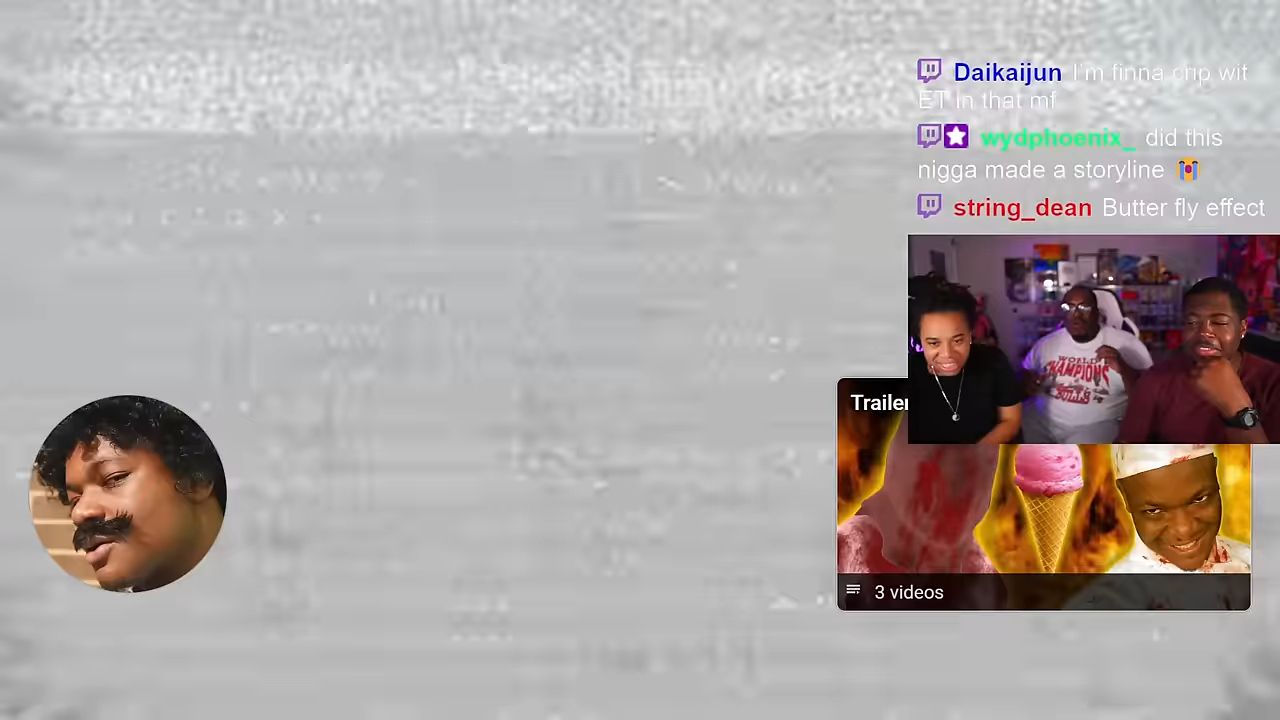 Daikaijun I'm finna crip wit
ET in that mf
wydphoenix_ did this
nigga made a storyline 😭
string_dean Butter fly effect
WORLD
CHAMPIONS
BULLS
Trailer
3 videos